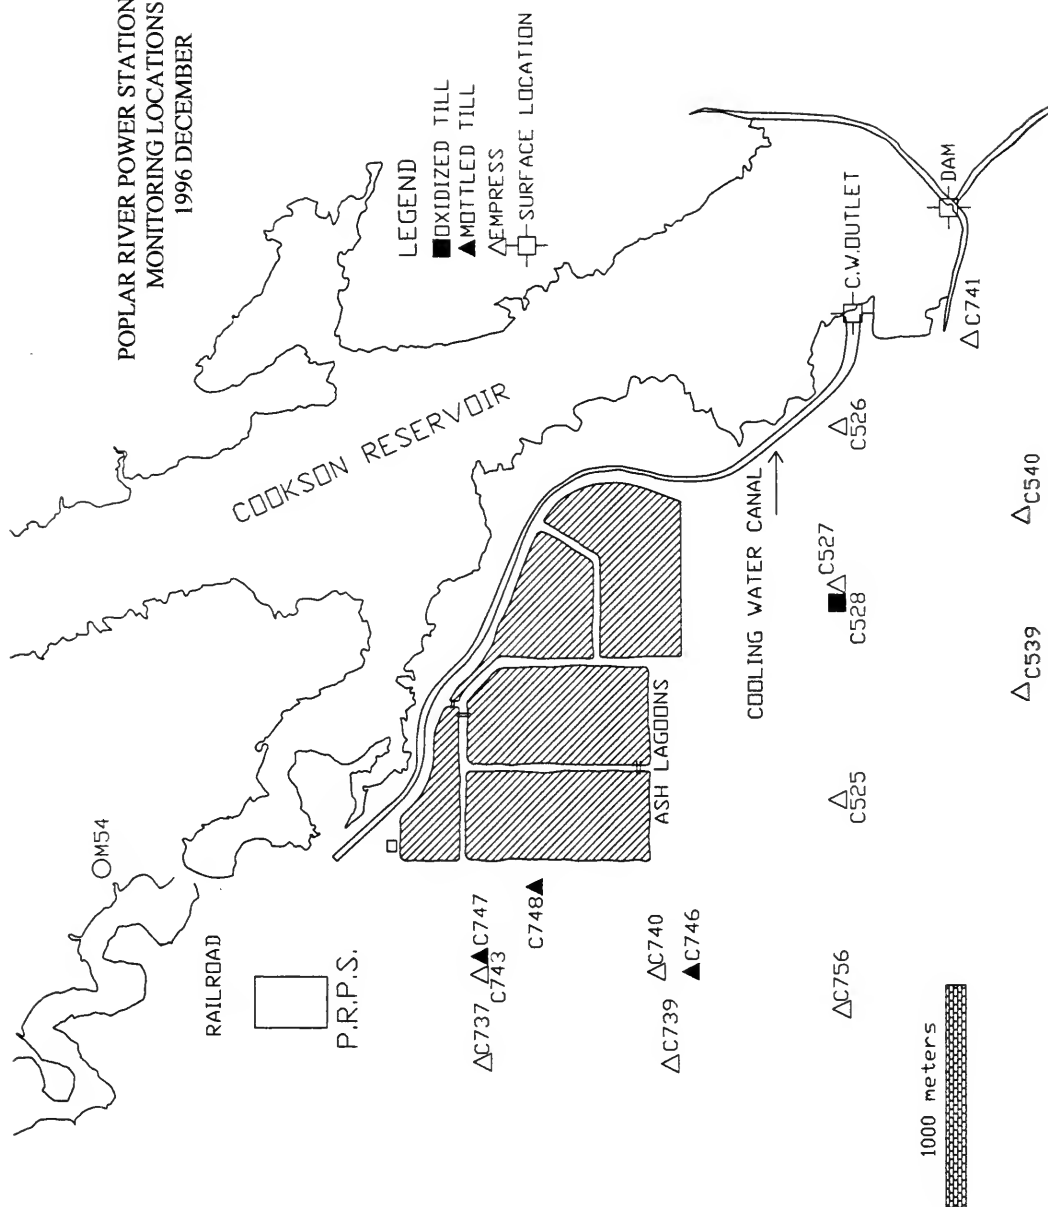 POPLAR RIVER POWER STATION
MONITORING LOCATIONS
1996 DECEMBER
LEGEND
OXIDIZED TILL
MOTTLED TILL
EMPRESS
SURFACE LOCATION
COOKSON RESERVOIR
M54
RAILROAD
P.R.P.S.
C737
C743
C747
C748
C739
C740
C746
C756
ASH LAGOONS
COOLING WATER CANAL
C525
C528
C527
C526
C.W.OUTLET
DAM
C741
C539
C540
1000 meters